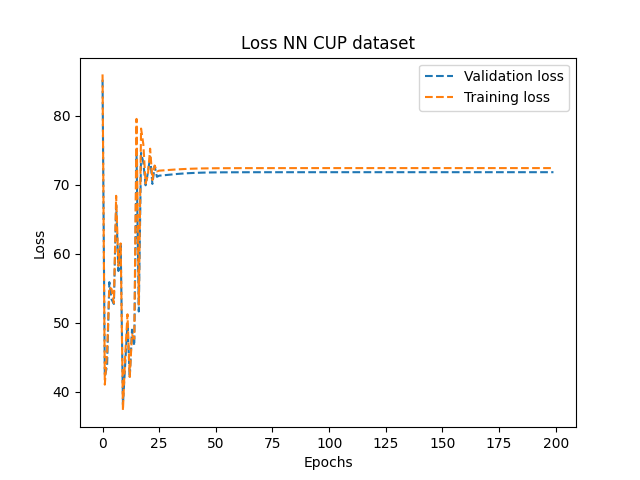 Loss NN CUP dataset
Validation loss
Training loss
80
70
60
50
40
Loss
0 25 50 75 100 125 150 175 200
Epochs